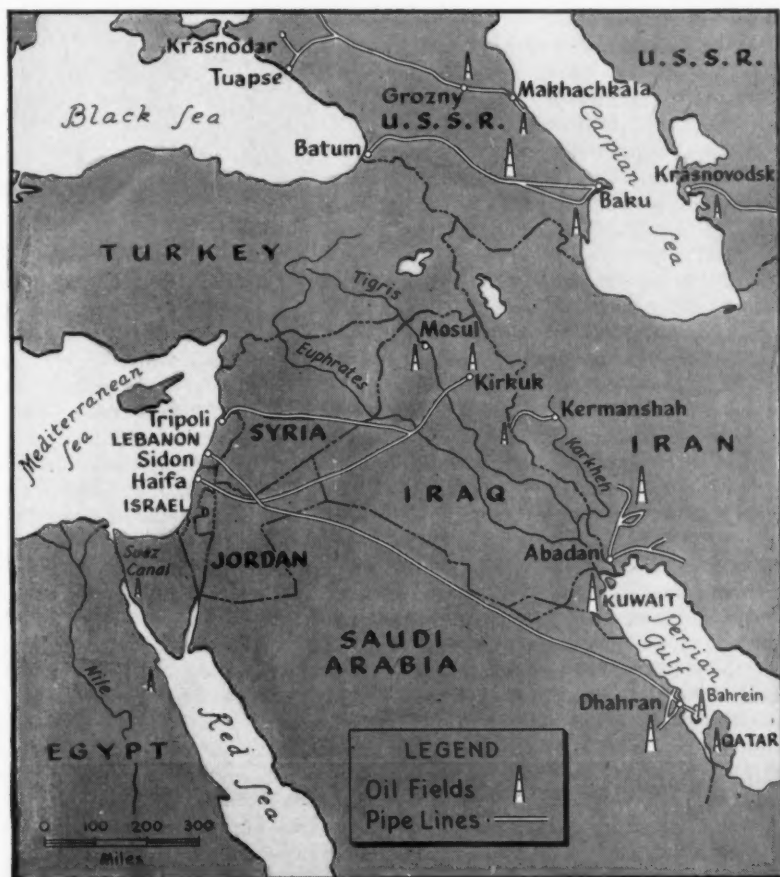 Krasnodar
Tuapse
Black Sea
Grozny
U.S.S.R.
Makhachkala
U.S.S.R.
Batum
Caspian
Sea
Krasnovodsk
Baku
TURKEY
Tigris
Mosul
Euphrates
Kirkuk
Kermanshah
Karkheh
IRAN
Mediterranean
Sea
Tripoli
LEBANON
SYRIA
Sidon
Haifa
ISRAEL
IRAQ
Abadan
Suez
Canal
JORDAN
KUWAIT
Persian
Gulf
SAUDI
ARABIA
Nile
Dhahran
Bahrein
QATAR
EGYPT
Red Sea
LEGEND
Oil Fields
Pipe Lines
0 100 200 300
Miles